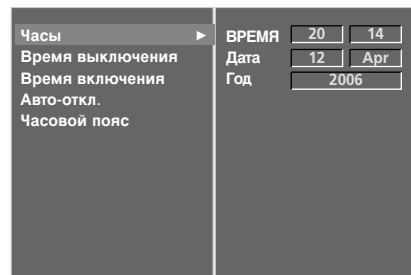 Часы ►
Время выключения
Время включения
Авто-откл.
Часовой пояс
ВРЕМЯ 20 14
Дата 12 Apr
Год 2006